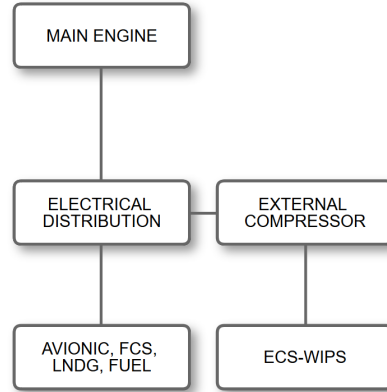 MAIN ENGINE
ELECTRICAL
DISTRIBUTION
EXTERNAL
COMPRESSOR
AVIONIC, FCS,
LNDG, FUEL
ECS-WIPS